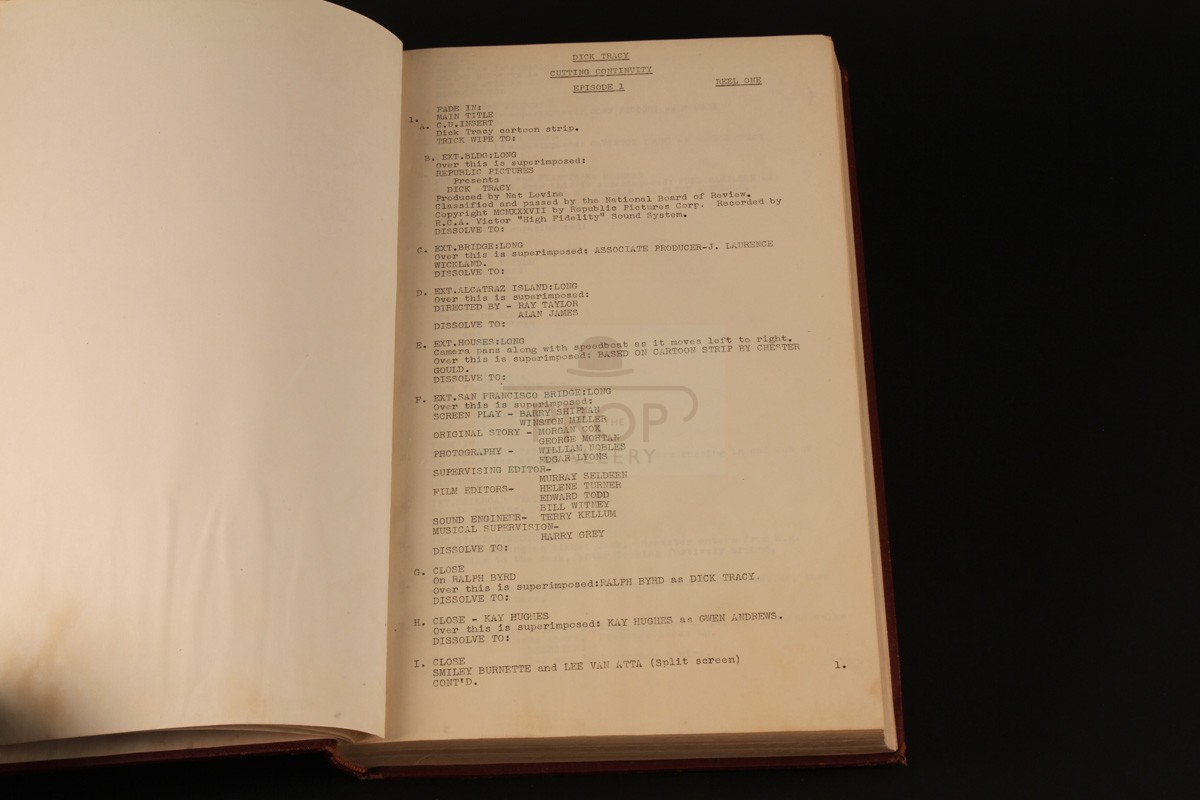 DICK TRACY
CUTTING CONTINUITY
EPISODE 1
REEL ONE
FADE IN:
1. MAIN TITLE
A. C.U.INSERT
Dick Tracy cartoon strip.
TRICK WIPE TO:
B. EXT.BLDG:LONG
Over this is superimposed:
REPUBLIC PICTURES
Presents
DICK TRACY
Produced by Nat Levine
Classified and passed by the National Board of Review.
Copyright MCMXXXVII by Republic Pictures Corp. Recorded by
R.C.A. Victor "High Fidelity" Sound System.
DISSOLVE TO:
C. EXT.BRIDGE:LONG
Over this is superimposed: ASSOCIATE PRODUCER-J. LAURENCE
WICKLAND.
DISSOLVE TO:
D. EXT.ALCATRAZ ISLAND:LONG
Over this is superimposed:
DIRECTED BY - RAY TAYLOR
ALAN JAMES
DISSOLVE TO:
E. EXT.HOUSES:LONG
Camera pans along with speedboat as it moves left to right.
Over this is superimposed: BASED ON CARTOON STRIP BY CHESTER
GOULD.
DISSOLVE TO:
F. EXT.SAN FRANCISCO BRIDGE:LONG
Over this is superimposed:
SCREEN PLAY - BARRY SHIPMAN
WINSTON MILLER
ORIGINAL STORY - MORGAN COX
GEORGE MORTAN
PHOTOGRAPHY - WILLIAM NOBLES
EDGAR LYONS
SUPERVISING EDITOR-
MURRAY SELDEEN
FILM EDITORS- HELENE TURNER
EDWARD TODD
BILL WITNEY
SOUND ENGINEER- TERRY KELLUM
MUSICAL SUPERVISION-
HARRY GREY
DISSOLVE TO:
G. CLOSE
On RALPH BYRD
Over this is superimposed:RALPH BYRD as DICK TRACY.
DISSOLVE TO:
H. CLOSE - KAY HUGHES
Over this is superimposed: KAY HUGHES as GWEN ANDREWS.
DISSOLVE TO:
I. CLOSE
SMILEY BURNETTE and LEE VAN ATTA (Split screen)
CONT'D.
1.
THE
PROP
GALLERY